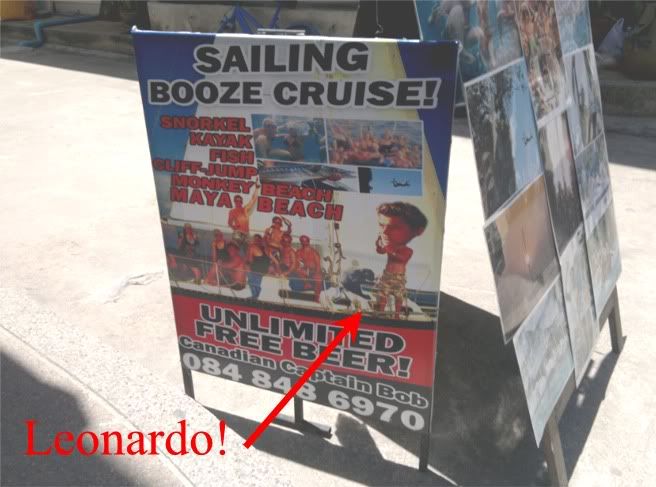 SAILING
BOOZE CRUISE!
SNORKEL
KAYAK
FISH
CLIFF-JUMP
MONKEY BEACH
MAYA BEACH
UNLIMITED
FREE BEER!
Canadian Captain Bob
084 848 6970
Leonardo!